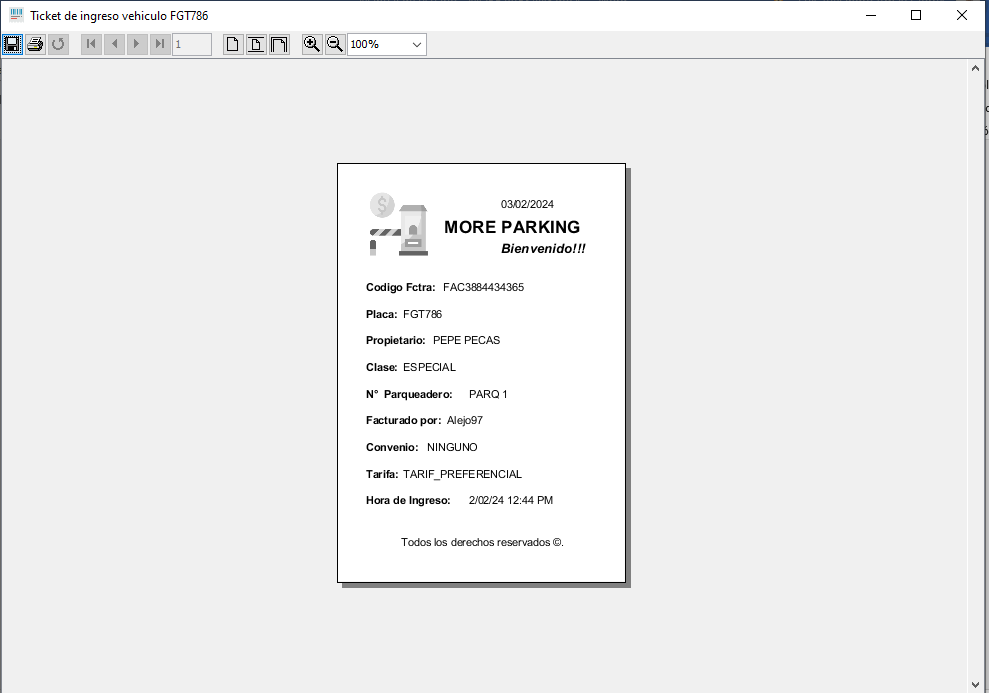 Ticket de ingreso vehiculo FGT786
1
100%
$
03/02/2024
MORE PARKING
Bienvenido!!!
Codigo Fctra: FAC3884434365
Placa: FGT786
Propietario: PEPE PECAS
Clase: ESPECIAL
N° Parqueadero: PARQ 1
Facturado por: Alejo97
Convenio: NINGUNO
Tarifa: TARIF_PREFERENCIAL
Hora de Ingreso: 2/02/24 12:44 PM
Todos los derechos reservados ©.